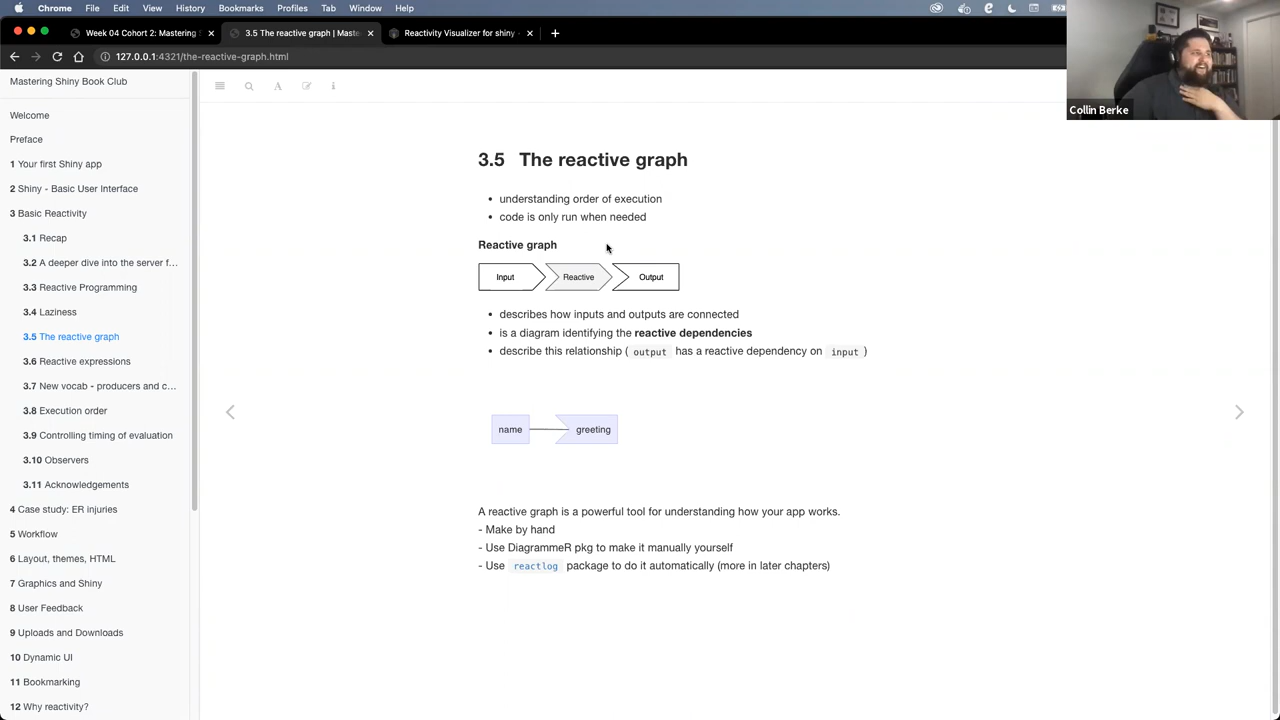 Chrome File Edit View History Bookmarks Profiles Tab Window Help
Week 04 Cohort 2: Mastering S
3.5 The reactive graph | Maste
Reactivity Visualizer for shiny
127.0.0.1:4321/the-reactive-graph.html
Collin Berke
Mastering Shiny Book Club
Welcome
Preface
1 Your first Shiny app
2 Shiny - Basic User Interface
3 Basic Reactivity
3.1 Recap
3.2 A deeper dive into the server f...
3.3 Reactive Programming
3.4 Laziness
3.5 The reactive graph
3.6 Reactive expressions
3.7 New vocab - producers and c...
3.8 Execution order
3.9 Controlling timing of evaluation
3.10 Observers
3.11 Acknowledgements
4 Case study: ER injuries
5 Workflow
6 Layout, themes, HTML
7 Graphics and Shiny
8 User Feedback
9 Uploads and Downloads
10 Dynamic UI
11 Bookmarking
12 Why reactivity?
3.5 The reactive graph
• understanding order of execution
• code is only run when needed
Reactive graph
Input Reactive Output
• describes how inputs and outputs are connected
• is a diagram identifying the reactive dependencies
• describe this relationship ( output has a reactive dependency on input )
name greeting
A reactive graph is a powerful tool for understanding how your app works.
- Make by hand
- Use DiagrammeR pkg to make it manually yourself
- Use reactlog package to do it automatically (more in later chapters)